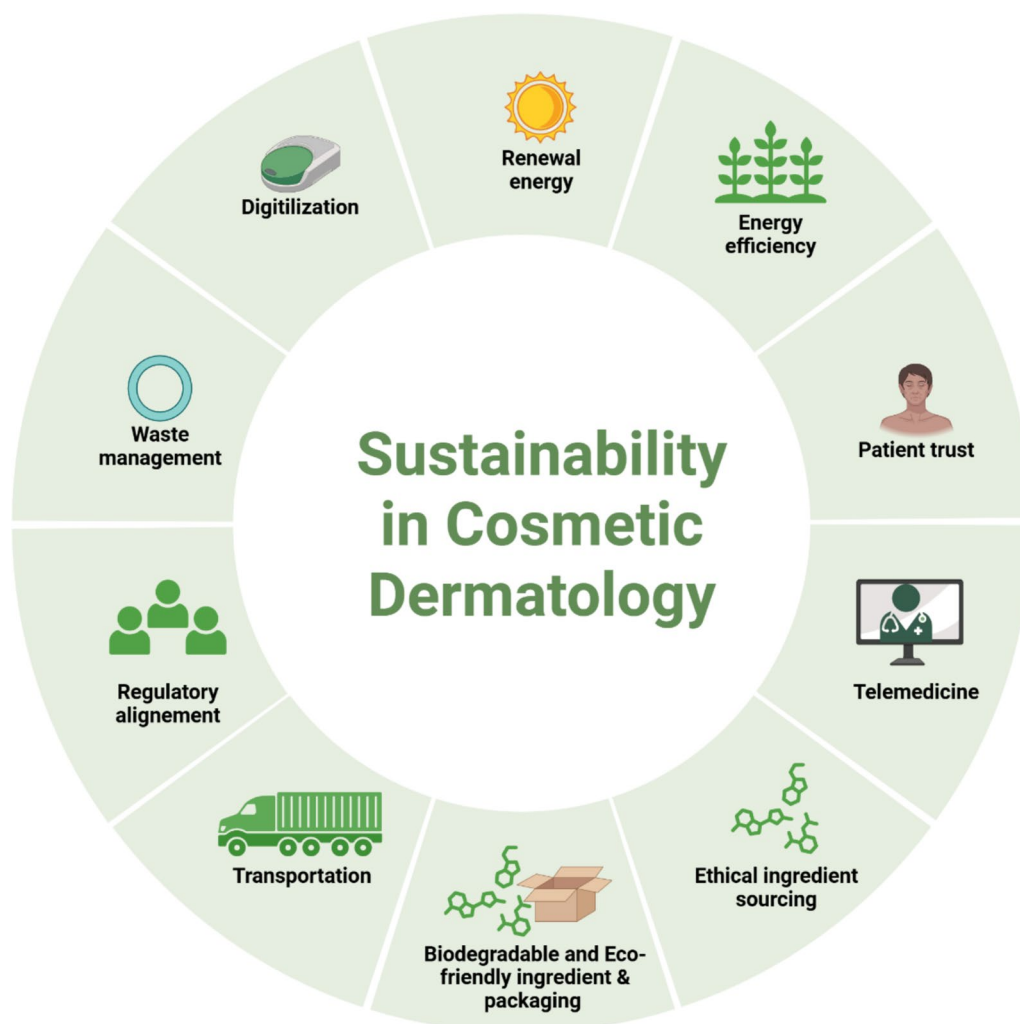 Renewal
energy
Energy
efficiency
Patient trust
Telemedicine
Ethical ingredient
sourcing
Biodegradable and Eco-
friendly ingredient &
packaging
Transportation
Regulatory
alignement
Waste
management
Digitilization
Sustainability
in Cosmetic
Dermatology